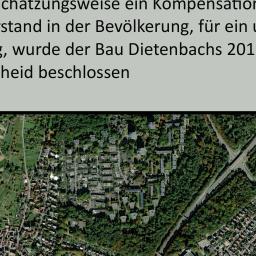 chätzungsweise ein Kompensation
stand in der Bevölkerung, für ein
wurde der Bau Dietenbachs 201
heid beschlossen